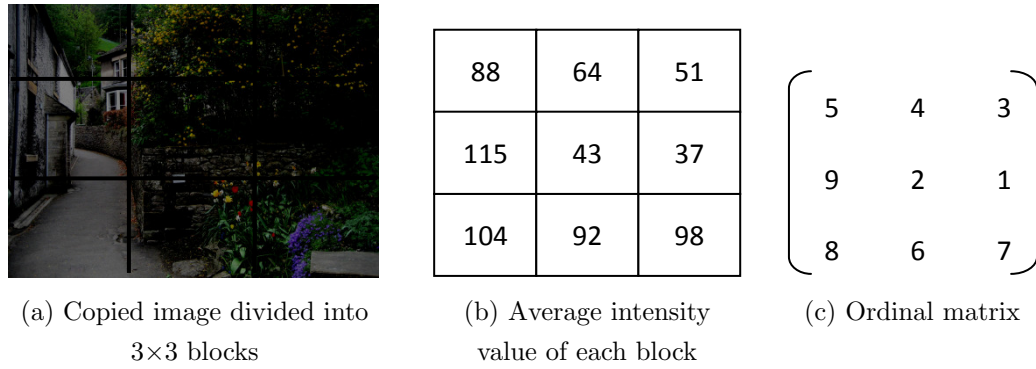 88 64 51
115 43 37
104 92 98
5 4 3
9 2 1
8 6 7
(a) Copied image divided into
3×3 blocks
(b) Average intensity
value of each block
(c) Ordinal matrix